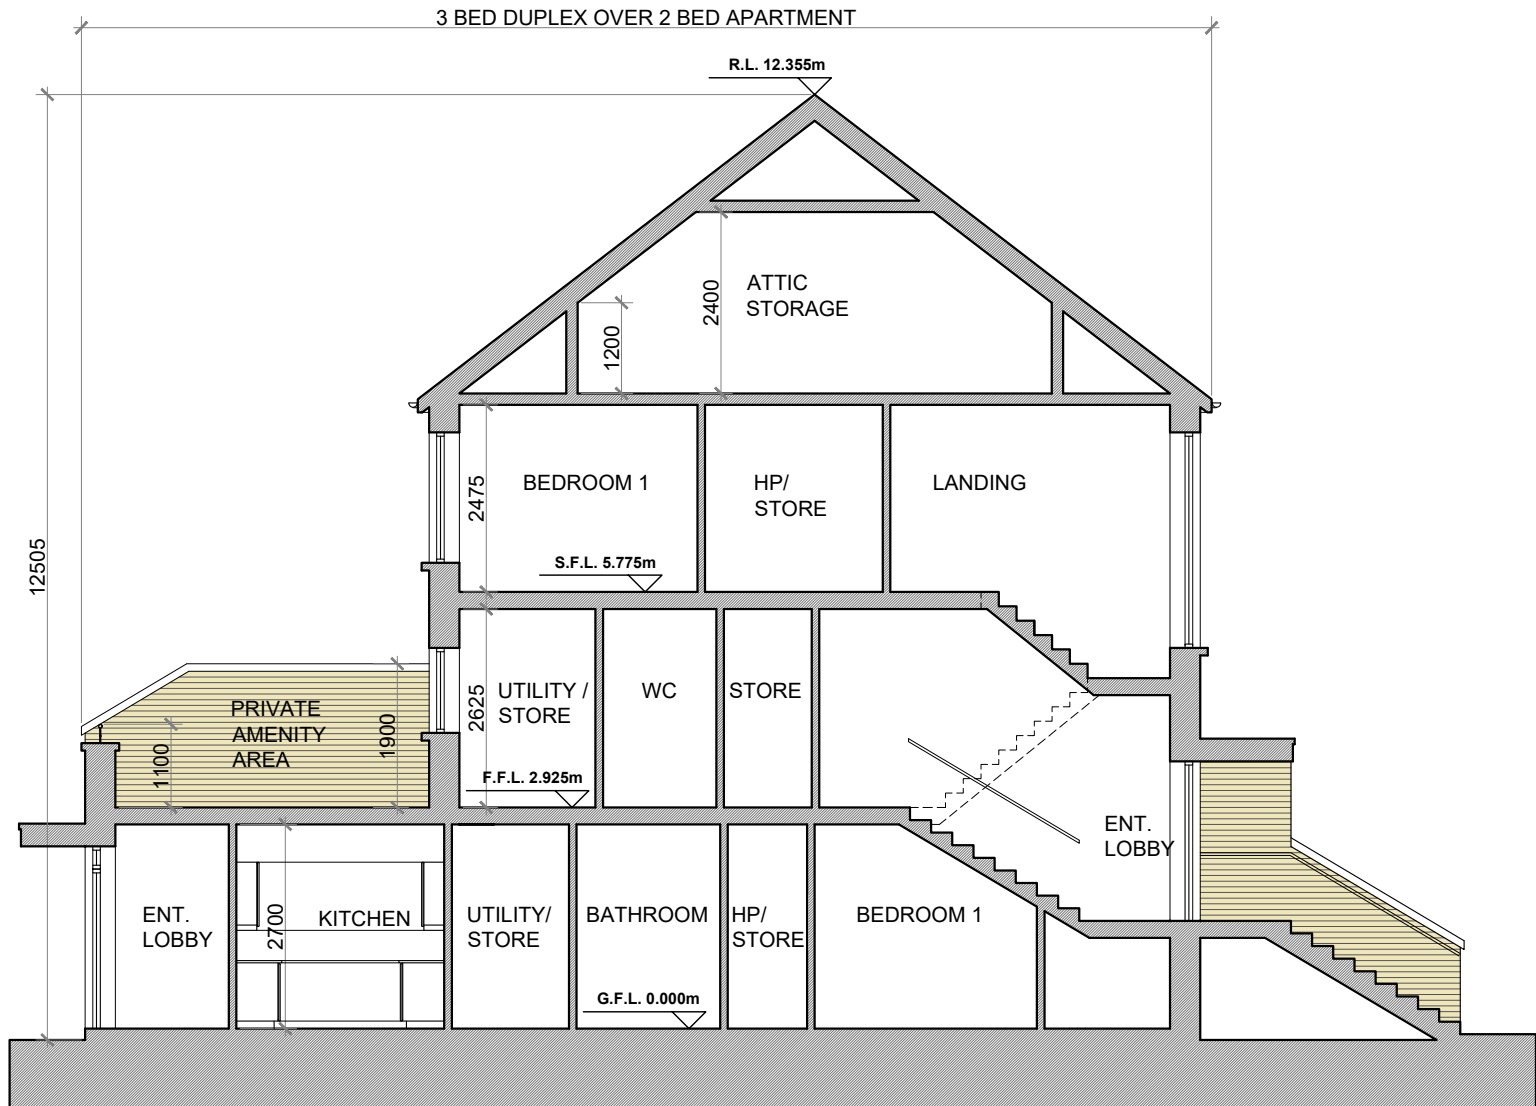 3 BED DUPLEX OVER 2 BED APARTMENT
R.L. 12.355m
ATTIC
STORAGE
2400
1200
BEDROOM 1
HP/
STORE
LANDING
2475
S.F.L. 5.775m
12505
UTILITY /
STORE
WC
STORE
2625
PRIVATE
AMENITY
AREA
1900
1100
F.F.L. 2.925m
ENT.
LOBBY
ENT.
LOBBY
KITCHEN
2700
UTILITY/
STORE
BATHROOM
HP/
STORE
BEDROOM 1
G.F.L. 0.000m